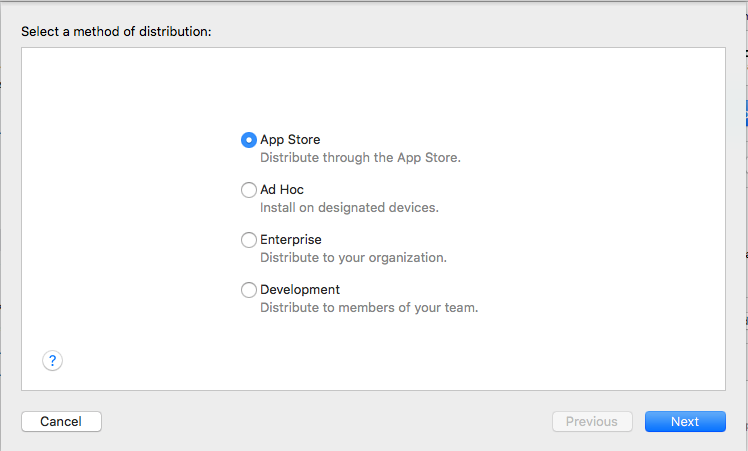 Select a method of distribution:
App Store
Distribute through the App Store.
Ad Hoc
Install on designated devices.
Enterprise
Distribute to your organization.
Development
Distribute to members of your team.
?
Cancel
Previous
Next